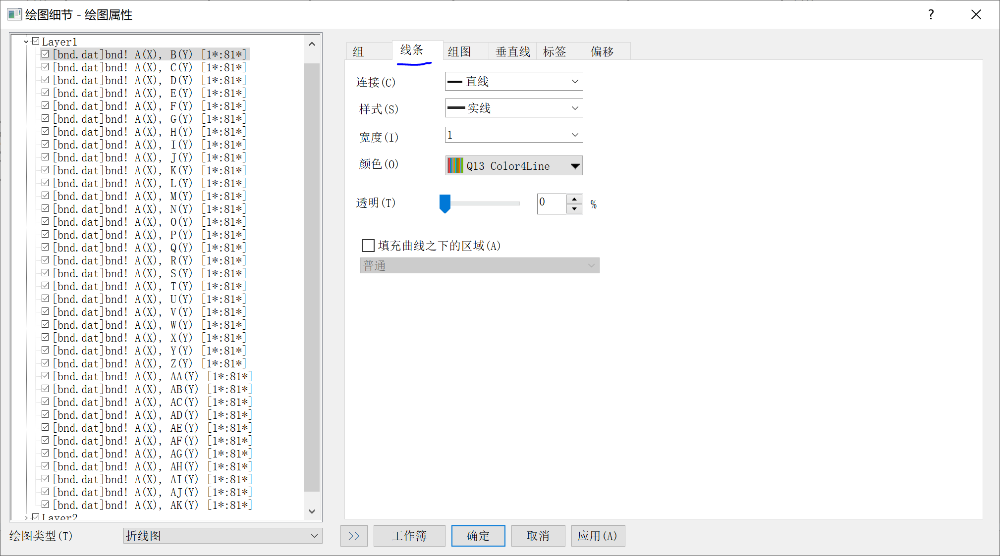 绘图细节 - 绘图属性
?
Layer1
[bnd.dat]bnd! A(X), B(Y) [1*:81*]
[bnd.dat]bnd! A(X), C(Y) [1*:81*]
[bnd.dat]bnd! A(X), D(Y) [1*:81*]
[bnd.dat]bnd! A(X), E(Y) [1*:81*]
[bnd.dat]bnd! A(X), F(Y) [1*:81*]
[bnd.dat]bnd! A(X), G(Y) [1*:81*]
[bnd.dat]bnd! A(X), H(Y) [1*:81*]
[bnd.dat]bnd! A(X), I(Y) [1*:81*]
[bnd.dat]bnd! A(X), J(Y) [1*:81*]
[bnd.dat]bnd! A(X), K(Y) [1*:81*]
[bnd.dat]bnd! A(X), L(Y) [1*:81*]
[bnd.dat]bnd! A(X), M(Y) [1*:81*]
[bnd.dat]bnd! A(X), N(Y) [1*:81*]
[bnd.dat]bnd! A(X), O(Y) [1*:81*]
[bnd.dat]bnd! A(X), P(Y) [1*:81*]
[bnd.dat]bnd! A(X), Q(Y) [1*:81*]
[bnd.dat]bnd! A(X), R(Y) [1*:81*]
[bnd.dat]bnd! A(X), S(Y) [1*:81*]
[bnd.dat]bnd! A(X), T(Y) [1*:81*]
[bnd.dat]bnd! A(X), U(Y) [1*:81*]
[bnd.dat]bnd! A(X), V(Y) [1*:81*]
[bnd.dat]bnd! A(X), W(Y) [1*:81*]
[bnd.dat]bnd! A(X), X(Y) [1*:81*]
[bnd.dat]bnd! A(X), Y(Y) [1*:81*]
[bnd.dat]bnd! A(X), Z(Y) [1*:81*]
[bnd.dat]bnd! A(X), AA(Y) [1*:81*]
[bnd.dat]bnd! A(X), AB(Y) [1*:81*]
[bnd.dat]bnd! A(X), AC(Y) [1*:81*]
[bnd.dat]bnd! A(X), AD(Y) [1*:81*]
[bnd.dat]bnd! A(X), AE(Y) [1*:81*]
[bnd.dat]bnd! A(X), AF(Y) [1*:81*]
[bnd.dat]bnd! A(X), AG(Y) [1*:81*]
[bnd.dat]bnd! A(X), AH(Y) [1*:81*]
[bnd.dat]bnd! A(X), AI(Y) [1*:81*]
[bnd.dat]bnd! A(X), AJ(Y) [1*:81*]
[bnd.dat]bnd! A(X), AK(Y) [1*:81*]
Layer2
绘图类型(T) 折线图
组 线条 组图 垂直线 标签 偏移
连接(C) 直线
样式(S) 实线
宽度(I) 1
颜色(O) Q13 Color4Line
透明(T) 0 %
填充曲线之下的区域(A)
普通
>> 工作簿 确定 取消 应用(A)